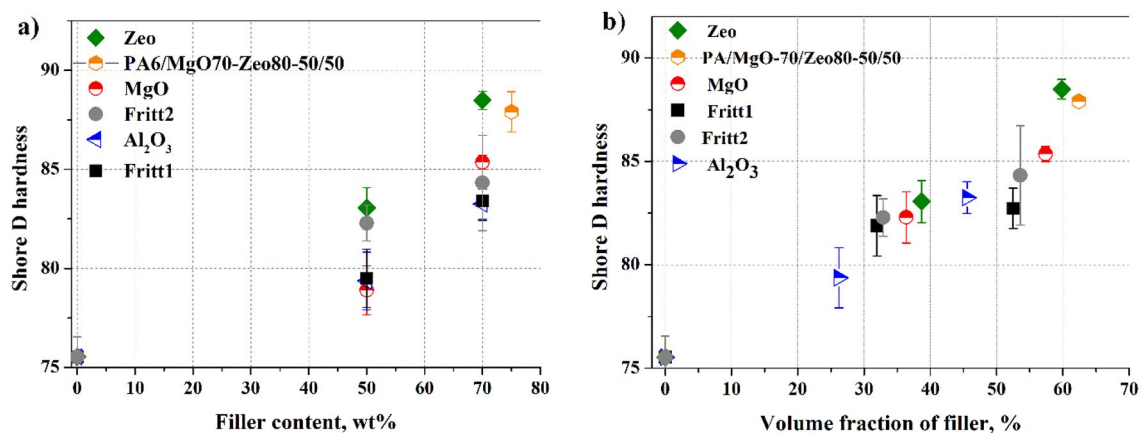 a)
Zeo
PA6/MgO70-Zeo80-50/50
MgO
Fritt2
Al₂O₃
Fritt1
90
85
80
75
Shore D hardness
0 10 20 30 40 50 60 70 80
Filler content, wt%
b)
Zeo
PA/MgO-70/Zeo80-50/50
MgO
Fritt1
Fritt2
Al₂O₃
90
85
80
75
Shore D hardness
0 10 20 30 40 50 60 70
Volume fraction of filler, %